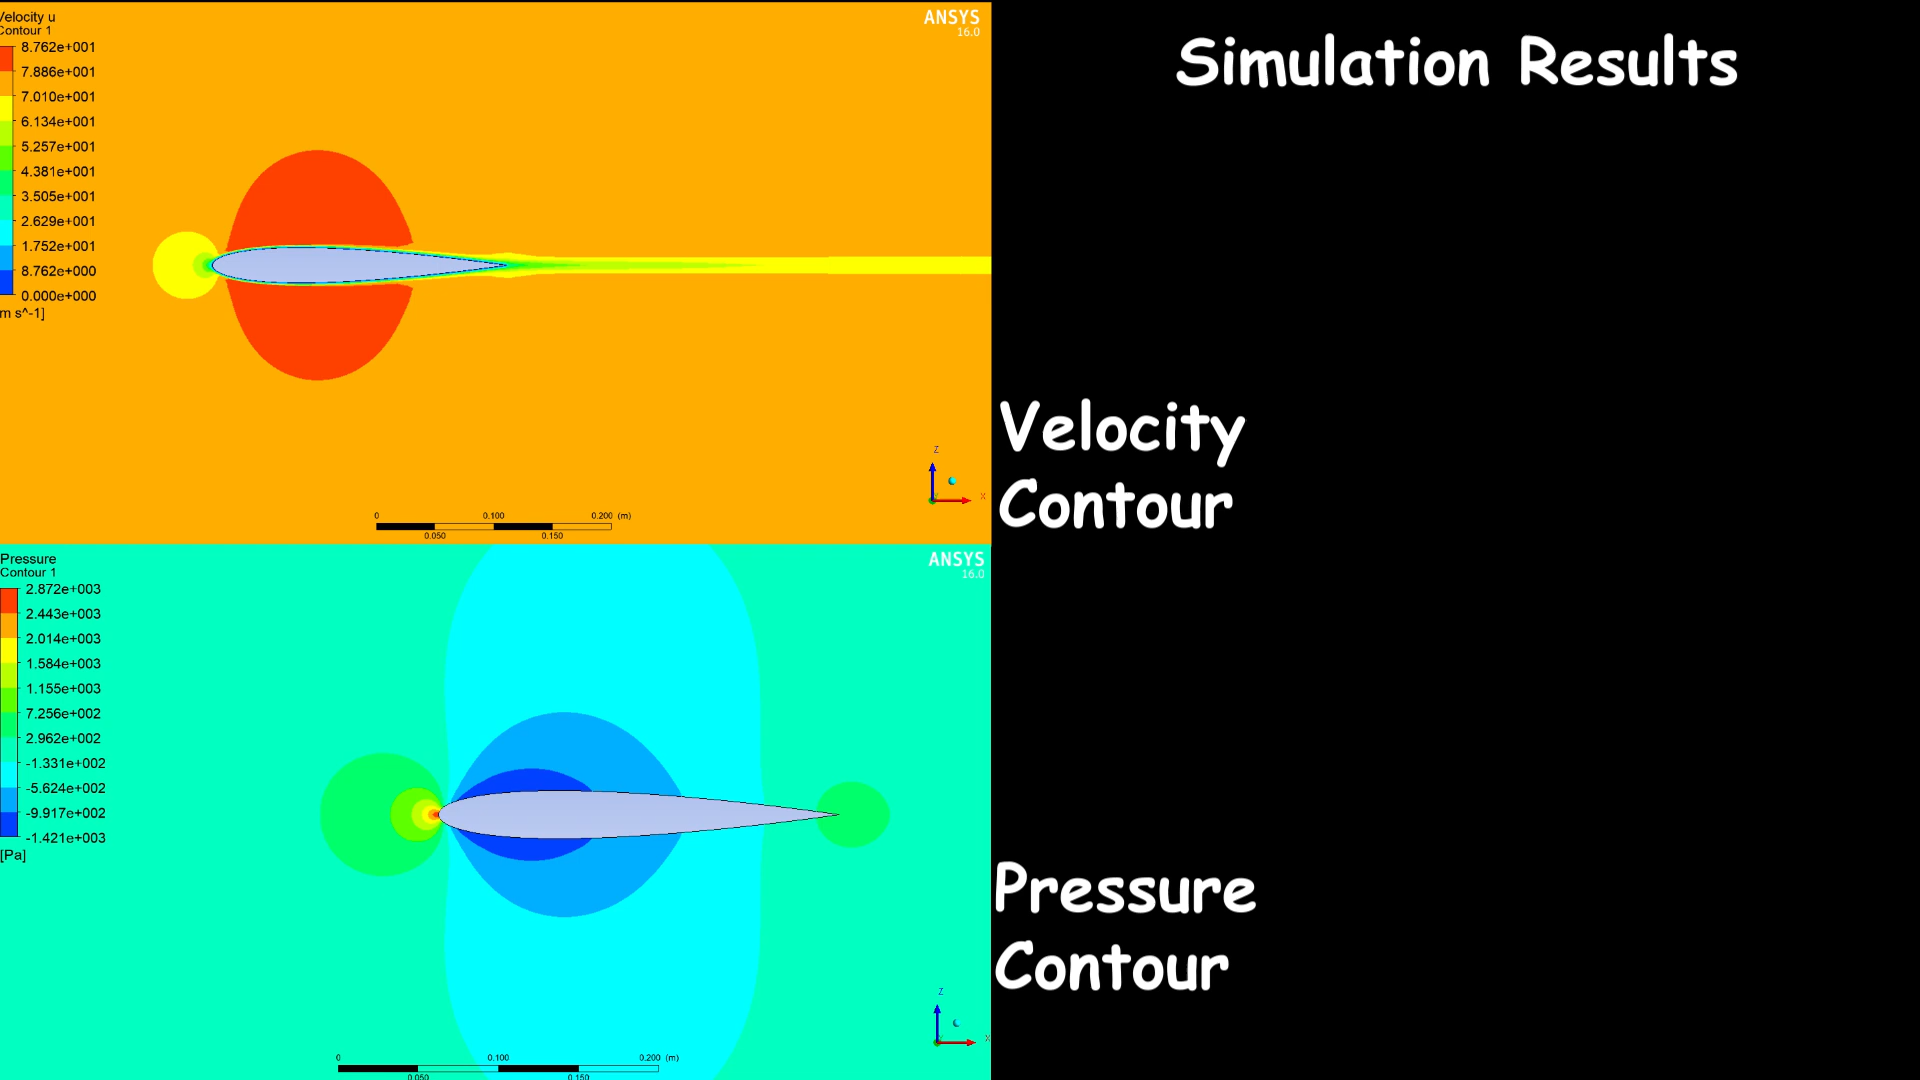 Velocity u
Contour 1
8.762e+001
7.886e+001
7.010e+001
6.134e+001
5.257e+001
4.381e+001
3.505e+001
2.629e+001
1.752e+001
8.762e+000
0.000e+000
m s^-1]
ANSYS
16.0
Z
X
0 0.100 0.200 (m)
0.050 0.150
Simulation Results
Velocity
Contour
Pressure
Contour 1
2.872e+003
2.443e+003
2.014e+003
1.584e+003
1.155e+003
7.256e+002
2.962e+002
-1.331e+002
-5.624e+002
-9.917e+002
-1.421e+003
[Pa]
ANSYS
16.0
Z
X
0 0.100 0.200 (m)
0.050 0.150
Pressure
Contour